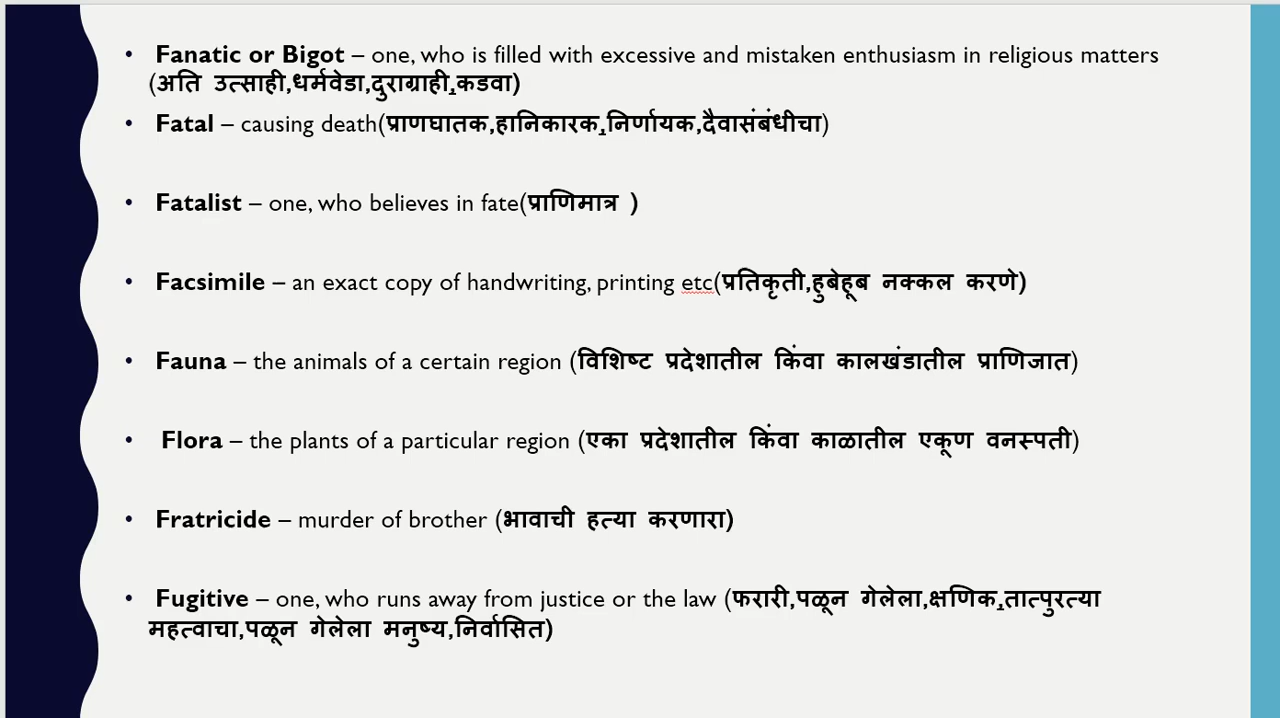 • Fanatic or Bigot – one, who is filled with excessive and mistaken enthusiasm in religious matters
(अति उत्साही,धर्मवेडा,दुराग्राही,कडवा)
• Fatal – causing death(प्राणघातक,हानिकारक,निर्णायक,दैवासंबंधीचा)
• Fatalist – one, who believes in fate(प्राणिमात्र )
• Facsimile – an exact copy of handwriting, printing etc(प्रतिकृती,हुबेहूब नक्कल करणे)
• Fauna – the animals of a certain region (विशिष्ट प्रदेशातील किंवा कालखंडातील प्राणिजात)
• Flora – the plants of a particular region (एका प्रदेशातील किंवा काळातील एकूण वनस्पती)
• Fratricide – murder of brother (भावाची हत्या करणारा)
• Fugitive – one, who runs away from justice or the law (फरारी,पळून गेलेला,क्षणिक,तात्पुरत्या
महत्वाचा,पळून गेलेला मनुष्य,निर्वासित)